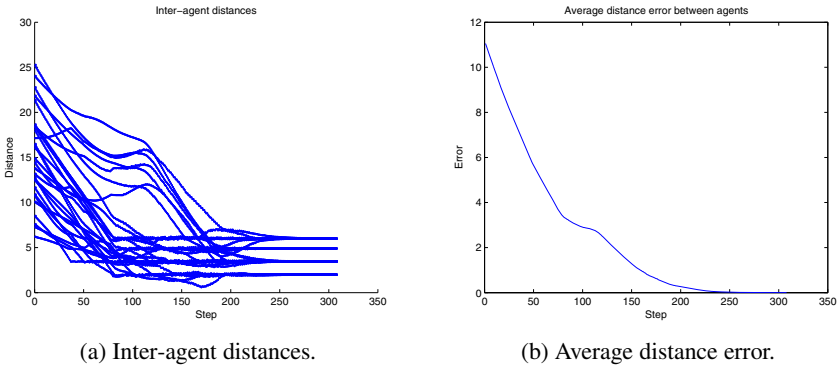 Inter-agent distances
Distance
30
25
20
15
10
5
0
0 50 100 150 200 250 300 350
Step
(a) Inter-agent distances.
Average distance error between agents
Error
12
10
8
6
4
2
0
0 50 100 150 200 250 300 350
Step
(b) Average distance error.